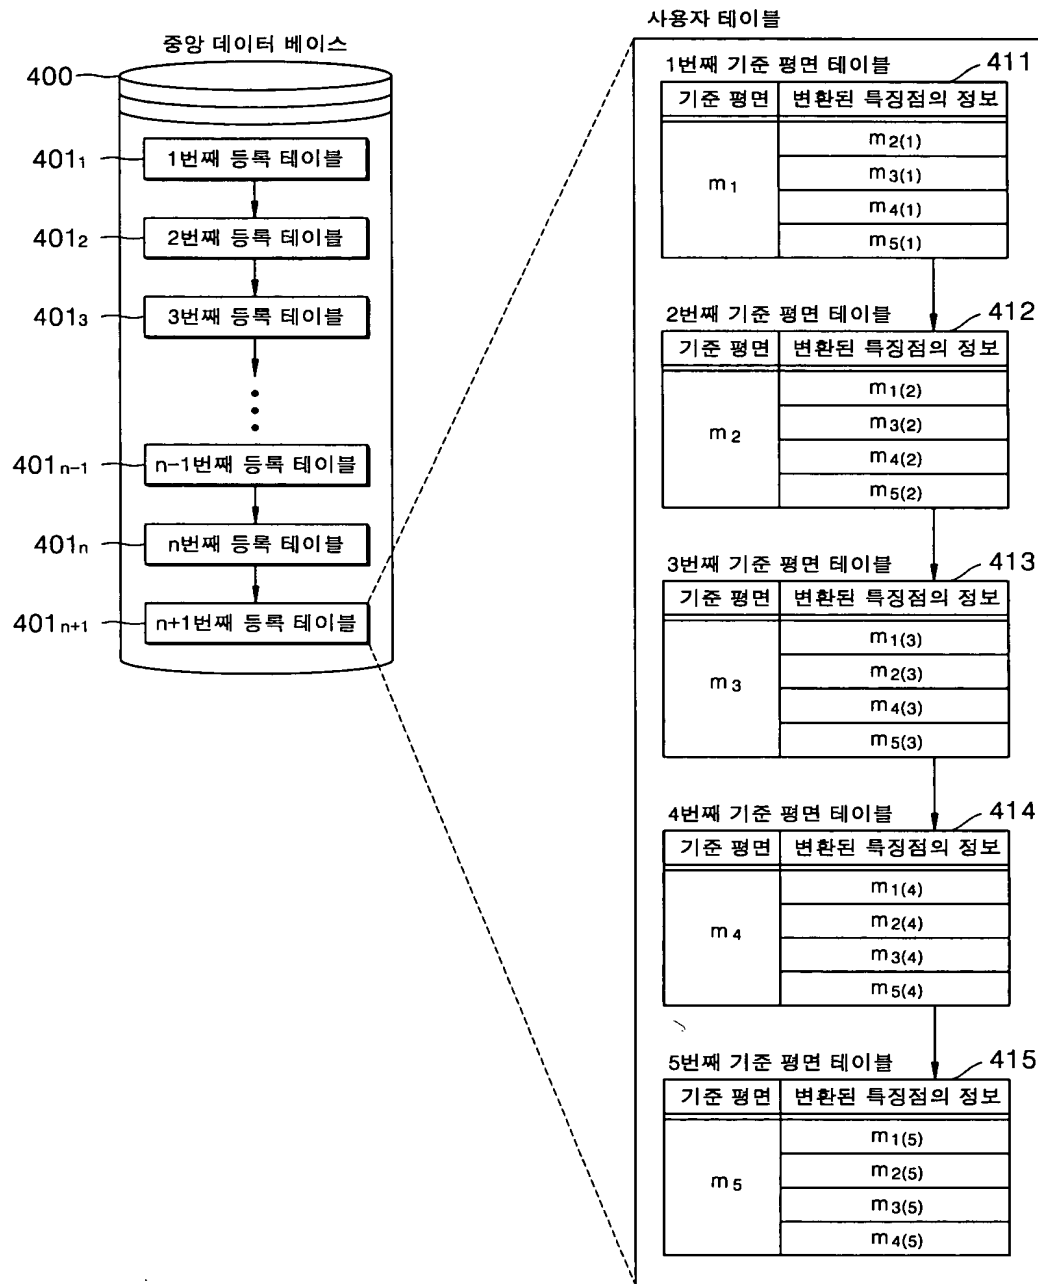 중앙 데이터 베이스
400
401₁ 1번째 등록 테이블
401₂ 2번째 등록 테이블
401₃ 3번째 등록 테이블
401ₙ₋₁ n-1번째 등록 테이블
401ₙ n번째 등록 테이블
401ₙ₊₁ n+1번째 등록 테이블
사용자 테이블
1번째 기준 평면 테이블 411
기준 평면 변환된 특징점의 정보
m₁
m₂₍₁₎
m₃₍₁₎
m₄₍₁₎
m₅₍₁₎
2번째 기준 평면 테이블 412
기준 평면 변환된 특징점의 정보
m₂
m₁₍₂₎
m₃₍₂₎
m₄₍₂₎
m₅₍₂₎
3번째 기준 평면 테이블 413
기준 평면 변환된 특징점의 정보
m₃
m₁₍₃₎
m₂₍₃₎
m₄₍₃₎
m₅₍₃₎
4번째 기준 평면 테이블 414
기준 평면 변환된 특징점의 정보
m₄
m₁₍₄₎
m₂₍₄₎
m₃₍₄₎
m₅₍₄₎
5번째 기준 평면 테이블 415
기준 평면 변환된 특징점의 정보
m₅
m₁₍₅₎
m₂₍₅₎
m₃₍₅₎
m₄₍₅₎